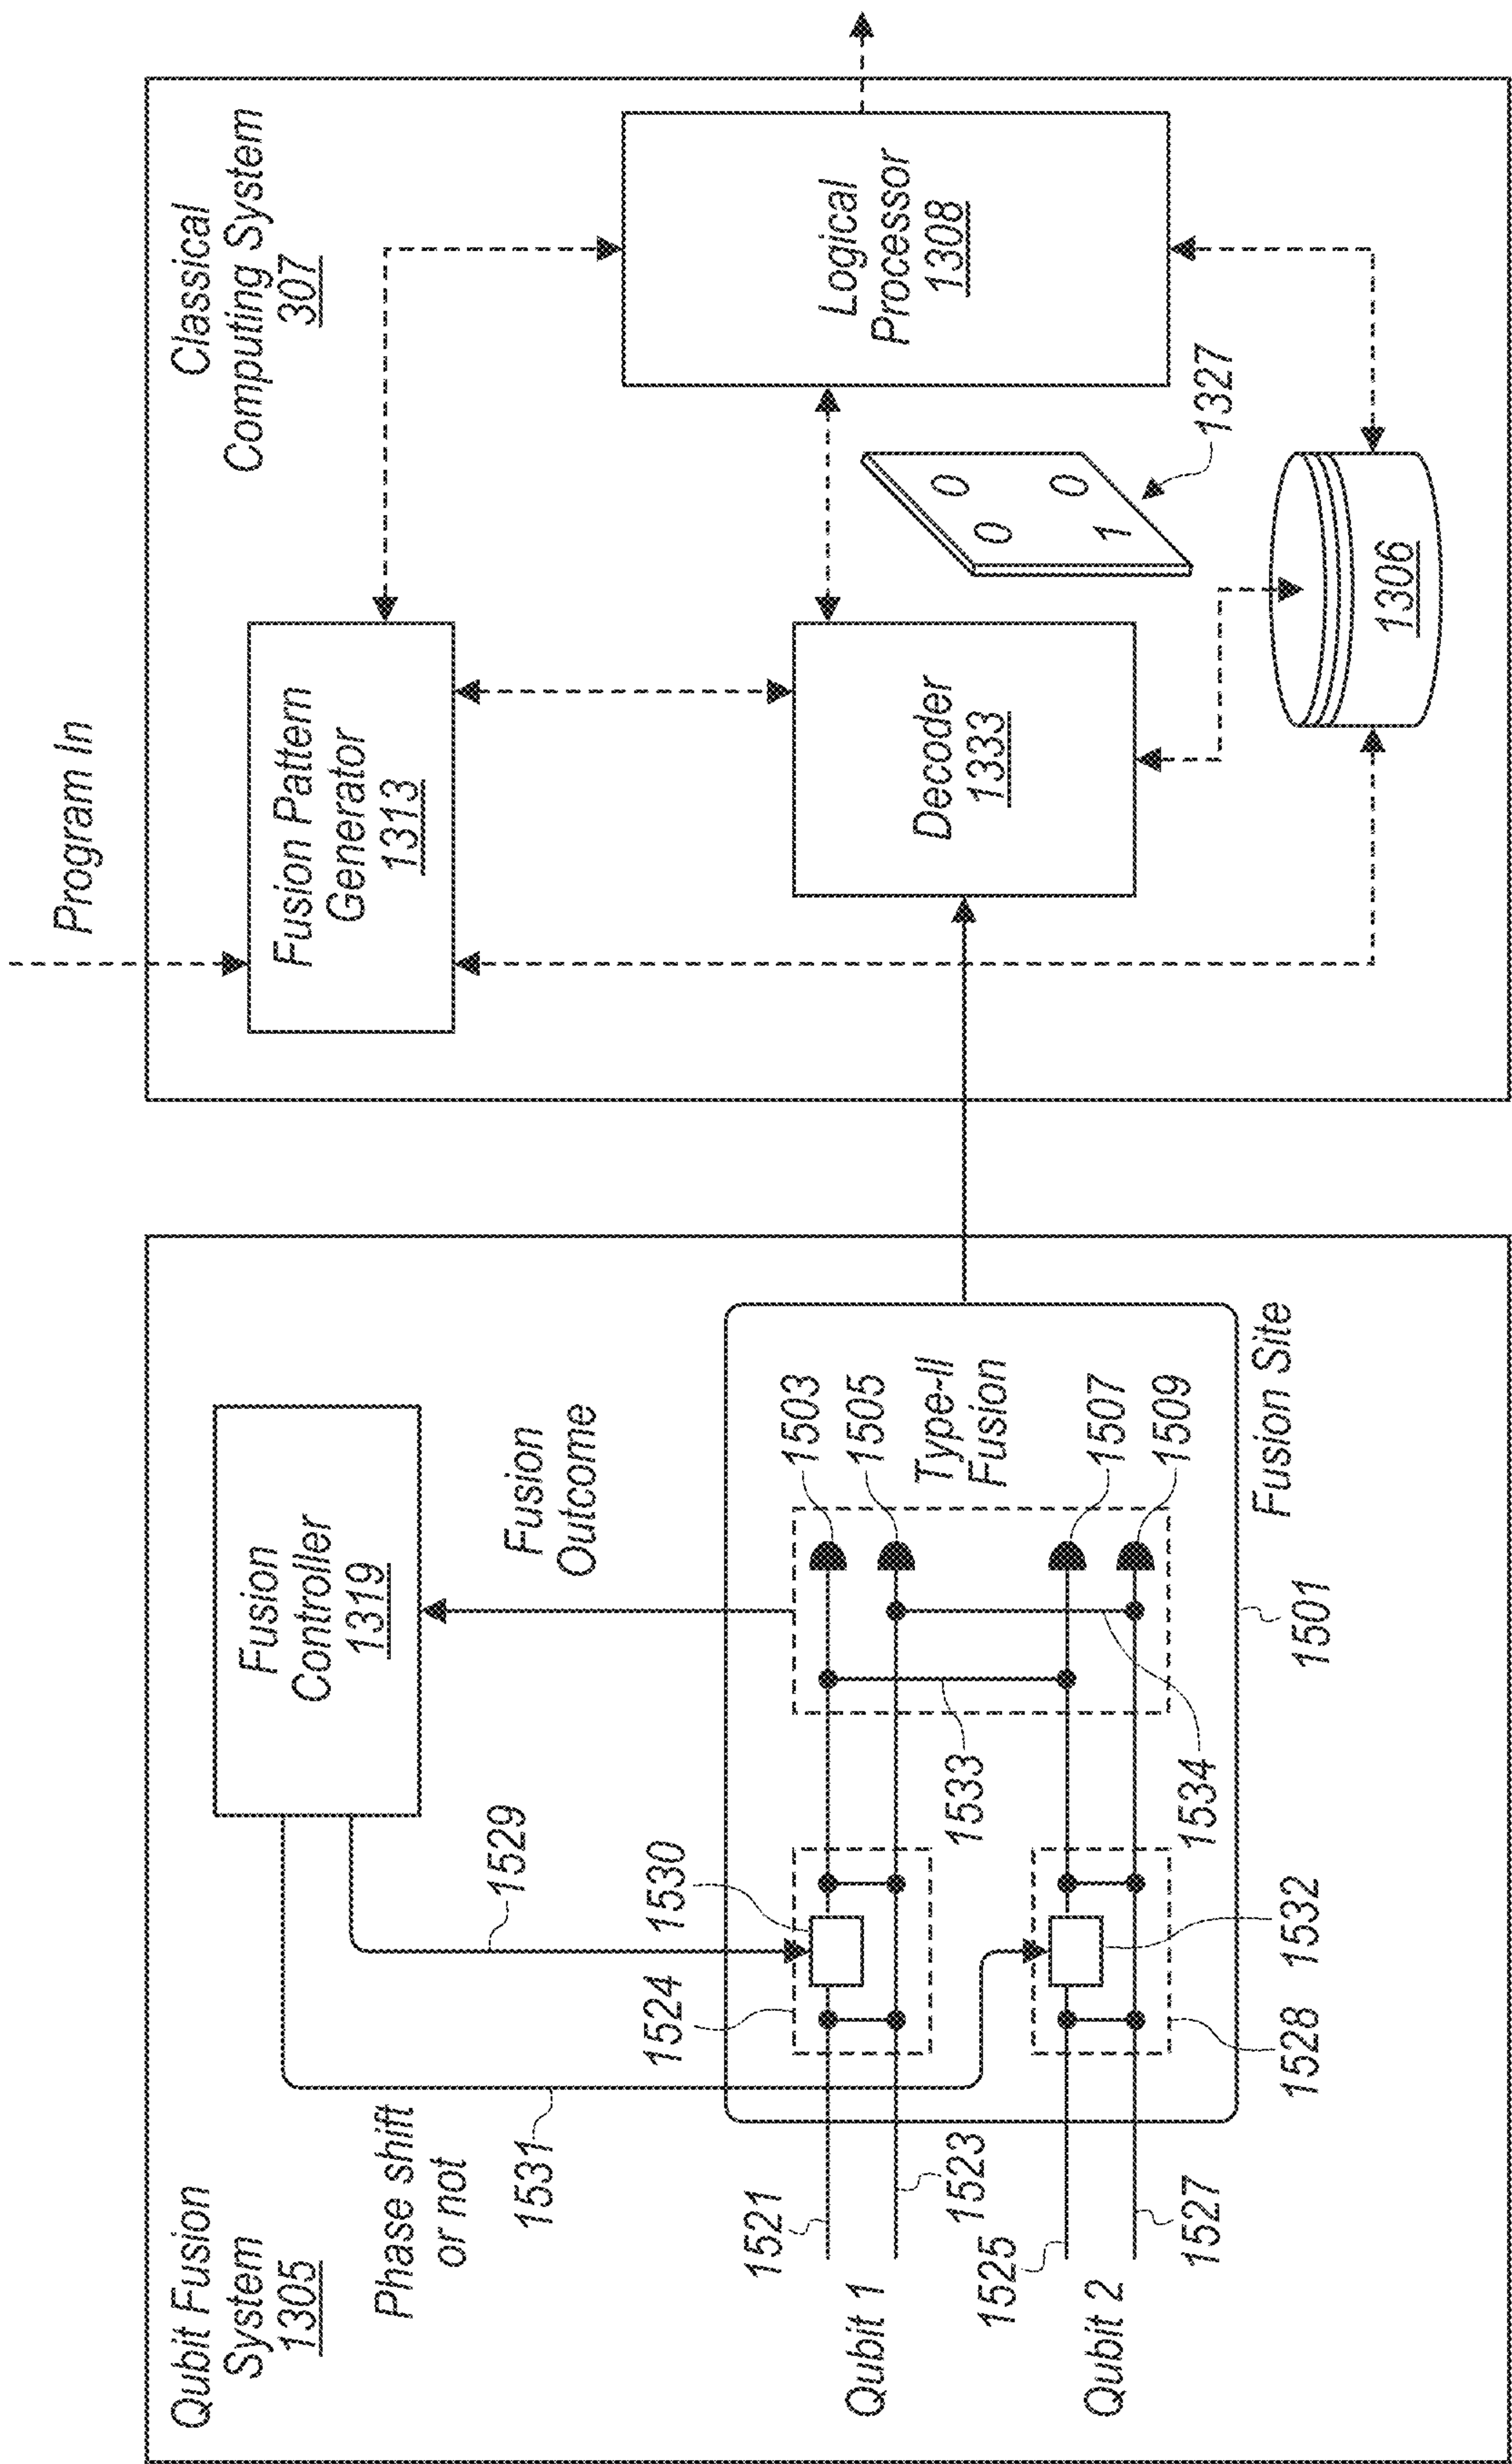 Qubit Fusion
System
1305
Fusion
Controller
1319
Phase shift
or not
1531
1529
Fusion
Outcome
1524
1530
1503
1505
Type-II
Fusion
1507
1509
1521
1523
Qubit 1
1525
1527
Qubit 2
1533
1534
1528
1532
1501
Fusion Site
Program In
Classical
Computing System
307
Fusion Pattern
Generator
1313
Decoder
1333
Logical
Processor
1308
0 0
1 0
1327
1306